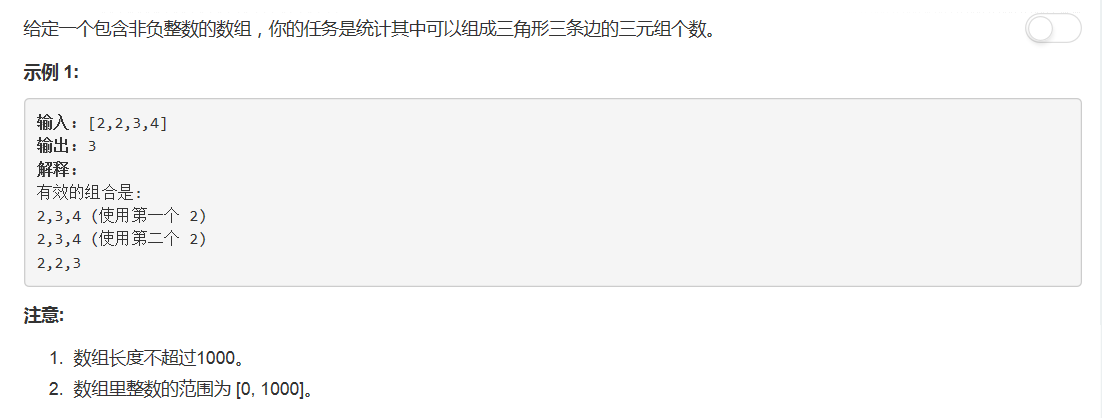 给定一个包含非负整数的数组，你的任务是统计其中可以组成三角形三条边的三元组个数。
示例 1:
输入: [2,2,3,4]
输出: 3
解释:
有效的组合是:
2,3,4 (使用第一个 2)
2,3,4 (使用第二个 2)
2,2,3
注意:
1. 数组长度不超过1000。
2. 数组里整数的范围为 [0, 1000]。